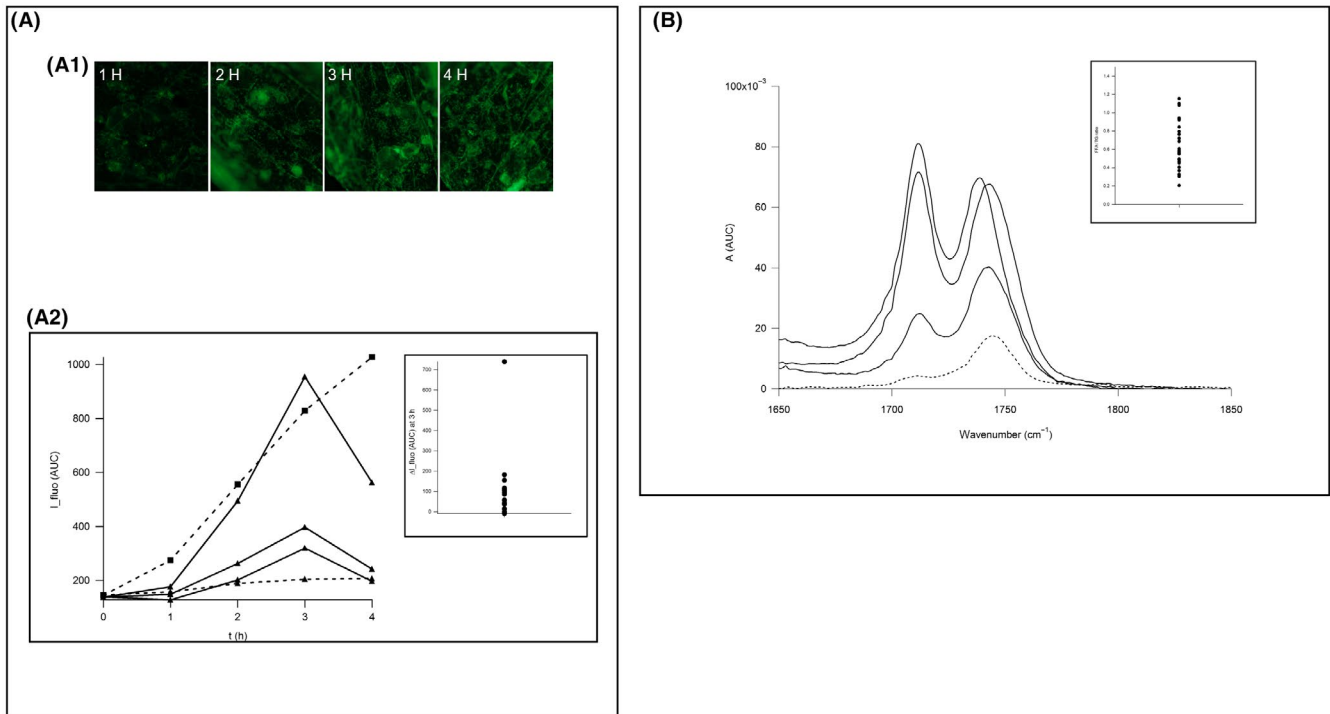 (A)
(A1)
1 H
2 H
3 H
4 H
(A2)
1000
800
600
400
200
I_fluo (AUC)
0
1
2
3
4
t (h)
700
600
500
400
300
200
100
0
ΔI_fluo (AUC) at 3 h
(B)
100x10⁻³
80
60
40
20
0
A (AUC)
1650
1700
1750
1800
1850
Wavenumber (cm⁻¹)
1.4
1.2
1.0
0.8
0.6
0.4
0.2
0.0